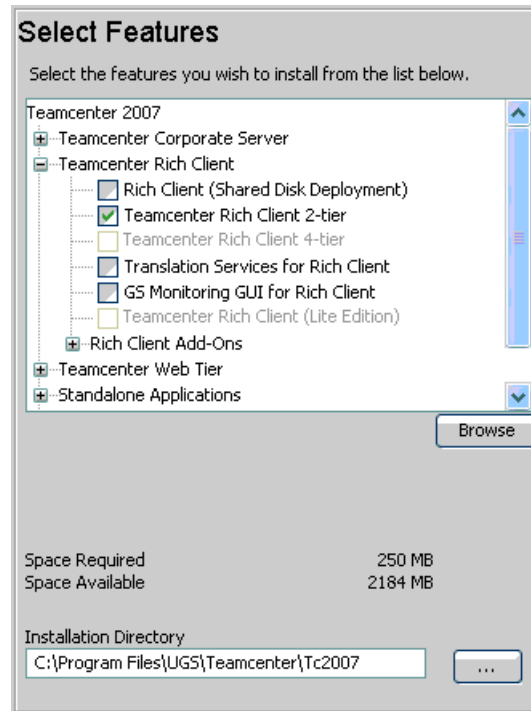 Select Features
Select the features you wish to install from the list below.
Teamcenter 2007
Teamcenter Corporate Server
Teamcenter Rich Client
Rich Client (Shared Disk Deployment)
Teamcenter Rich Client 2-tier
Teamcenter Rich Client 4-tier
Translation Services for Rich Client
GS Monitoring GUI for Rich Client
Teamcenter Rich Client (Lite Edition)
Rich Client Add-Ons
Teamcenter Web Tier
Standalone Applications
Browse
Space Required 250 MB
Space Available 2184 MB
Installation Directory
C:\Program Files\UGS\Teamcenter\Tc2007 ...